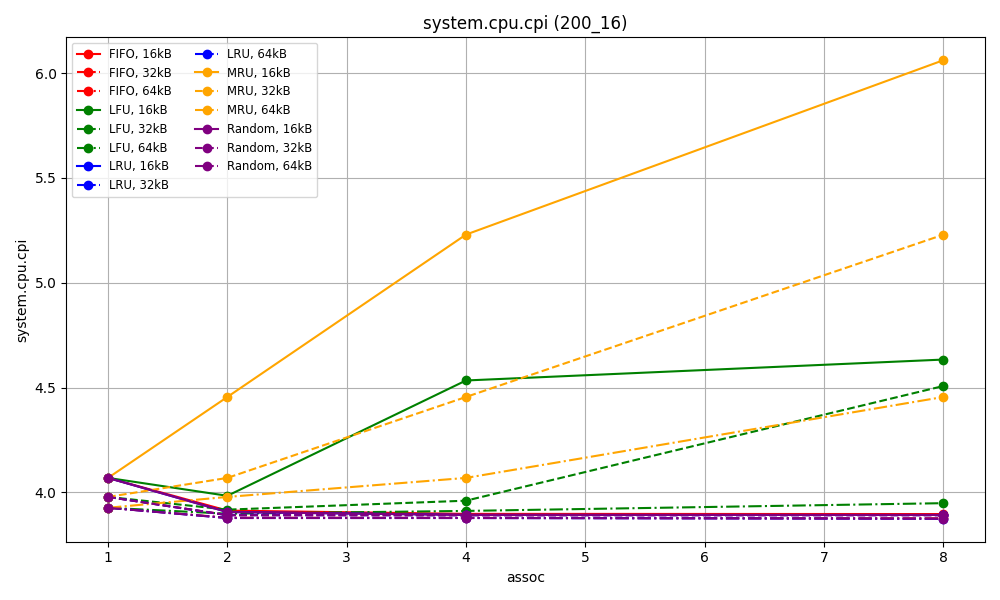 system.cpu.cpi (200_16)
FIFO, 16kB
FIFO, 32kB
FIFO, 64kB
LFU, 16kB
LFU, 32kB
LFU, 64kB
LRU, 16kB
LRU, 32kB
LRU, 64kB
MRU, 16kB
MRU, 32kB
MRU, 64kB
Random, 16kB
Random, 32kB
Random, 64kB
system.cpu.cpi
6.0
5.5
5.0
4.5
4.0
1 2 3 4 5 6 7 8
assoc